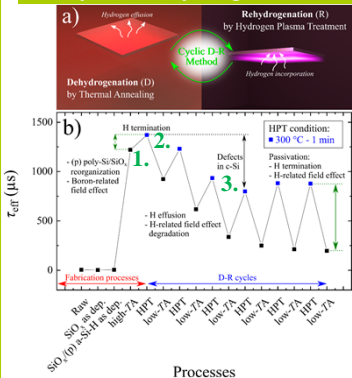 a)
Hydrogen effusion
Dehydrogenation (D)
by Thermal Annealing
Cyclic D-R
Method
Rehydrogenation (R)
by Hydrogen Plasma Treatment
Hydrogen incorporation
b)
H termination
HPT condition:
300 °C - 1 min
1.
2.
3.
- (p) poly-Si/SiOx
reorganization
- Boron-related
field effect
Defects
in c-Si
Passivation:
- H termination
- H-related field effect
- H effusion
- H-related field effect
degradation
τeff (µs)
1500
1000
500
0
Fabrication processes
D-R cycles
Raw
SiOx as dep.
SiOx/(p) a-Si-H as dep.
high-TA
HPT
low-TA
HPT
low-TA
HPT
low-TA
HPT
low-TA
HPT
low-TA
HPT
low-TA
Processes